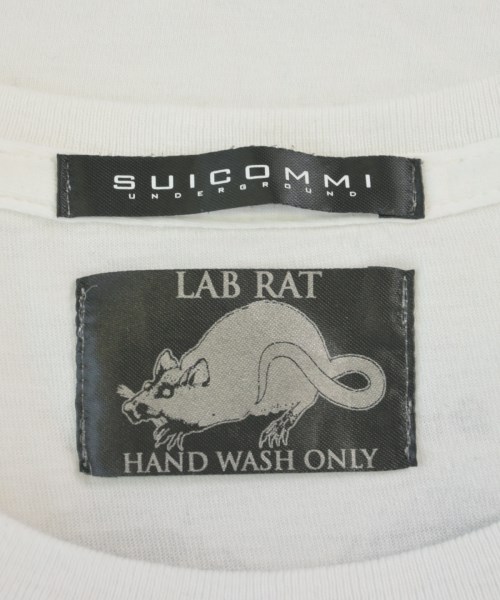 SUICOMMI
UNDERGROUND
LAB RAT
HAND WASH ONLY